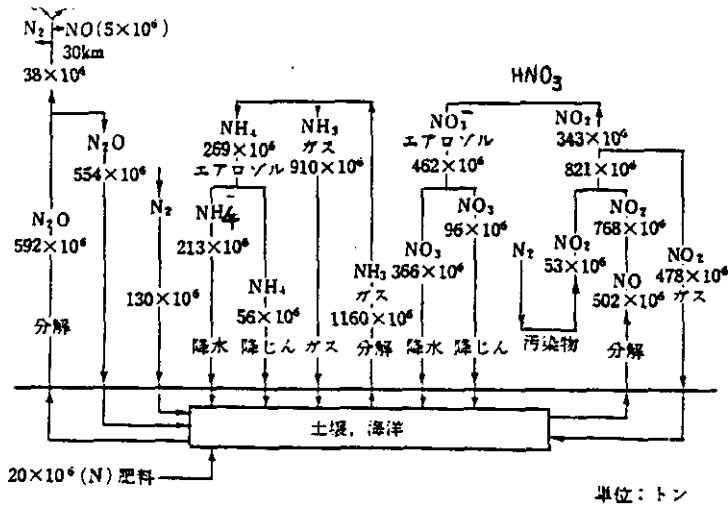 N₂
NO(5×10⁶)
30km
38×10⁶
N₂O
554×10⁶
N₂O
592×10⁶
分解
N₂
130×10⁶
NH₄
269×10⁶
エアロゾル
NH₃
ガス
910×10⁶
NH₄
213×10⁶
NH₄
56×10⁶
NH₃
ガス
1160×10⁶
降水 降じん ガス 分解
HNO₃
NO₃⁻
エアロゾル
462×10⁶
NO₂
343×10⁶
821×10⁶
NO₃
96×10⁶
NO₃
366×10⁶
N₂
NO₂
53×10⁶
NO₂
768×10⁶
NO
502×10⁶
NO₂
478×10⁶
ガス
降水 降じん 汚染物 分解
土壌,海洋
20×10⁶(N)肥料
単位:トン